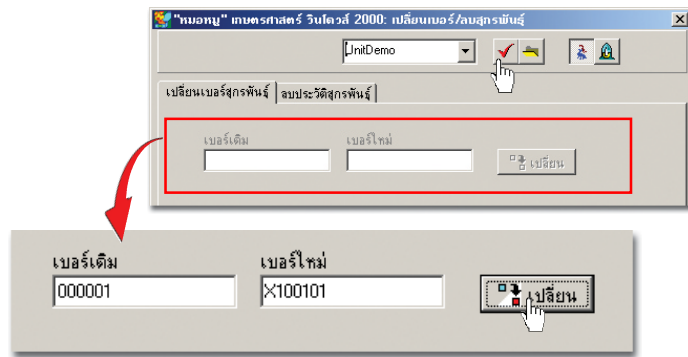 "หมอหมู" เกษตรศาสตร์ วินโดวส์ 2000: เปลี่ยนเบอร์/ลบสุกรพันธุ์
UnitDemo
เปลี่ยนเบอร์สุกรพันธุ์ ลบประวัติสุกรพันธุ์
เบอร์เดิม เบอร์ใหม่
เปลี่ยน
เบอร์เดิม เบอร์ใหม่
000001 X100101 เปลี่ยน